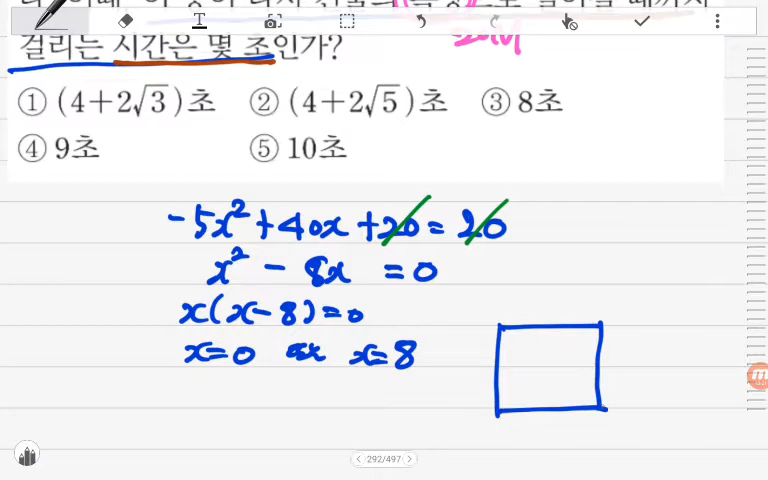 걸리는 시간은 몇 초인가?
① (4+2√3)초 ② (4+2√5)초 ③ 8초
④ 9초 ⑤ 10초
-5x²+40x+20=20
x² - 8x = 0
x(x-8)=0
x=0 or x=8
292/497